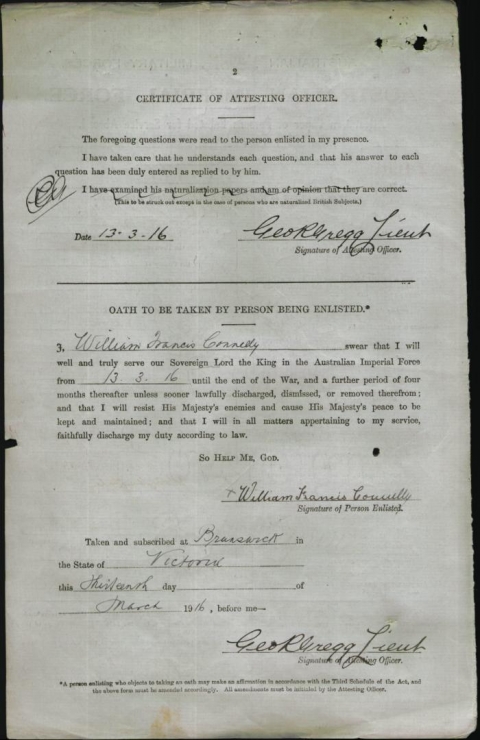 2
CERTIFICATE OF ATTESTING OFFICER.
The foregoing questions were read to the person enlisted in my presence.
I have taken care that he understands each question, and that his answer to each
question has been duly entered as replied to by him.
I have examined his naturalization papers and am of opinion that they are correct.
(This to be struck out except in the case of persons who are naturalized British Subjects.)
Date 13-3-16 Geo R Gregg Lieut
Signature of Attesting Officer.
OATH TO BE TAKEN BY PERSON BEING ENLISTED.*
I, William Francis Connelly swear that I will
well and truly serve our Sovereign Lord the King in the Australian Imperial Force
from 13. 3. 16 until the end of the War, and a further period of four
months thereafter unless sooner lawfully discharged, dismissed, or removed therefrom;
and that I will resist His Majesty's enemies and cause His Majesty's peace to be
kept and maintained; and that I will in all matters appertaining to my service,
faithfully discharge my duty according to law.
SO HELP ME, GOD.
William Francis Connelly
Signature of Person Enlisted.
Taken and subscribed at Brunswick in
the State of Victoria
this thirteenth day of
March 1916, before me—
Geo R Gregg Lieut
Signature of Attesting Officer.
*A person enlisting who objects to taking an oath may make an affirmation in accordance with the Third Schedule of the Act, and
the above form must be amended accordingly. All amendments must be initialed by the Attesting Officer.